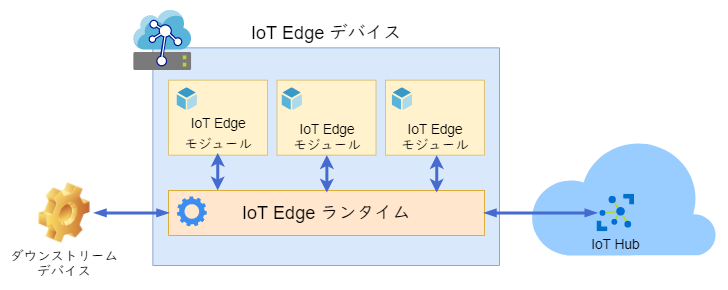 IoT Edge デバイス
IoT Edge
モジュール
IoT Edge
モジュール
IoT Edge
モジュール
IoT Edge ランタイム
ダウンストリーム
デバイス
IoT Hub